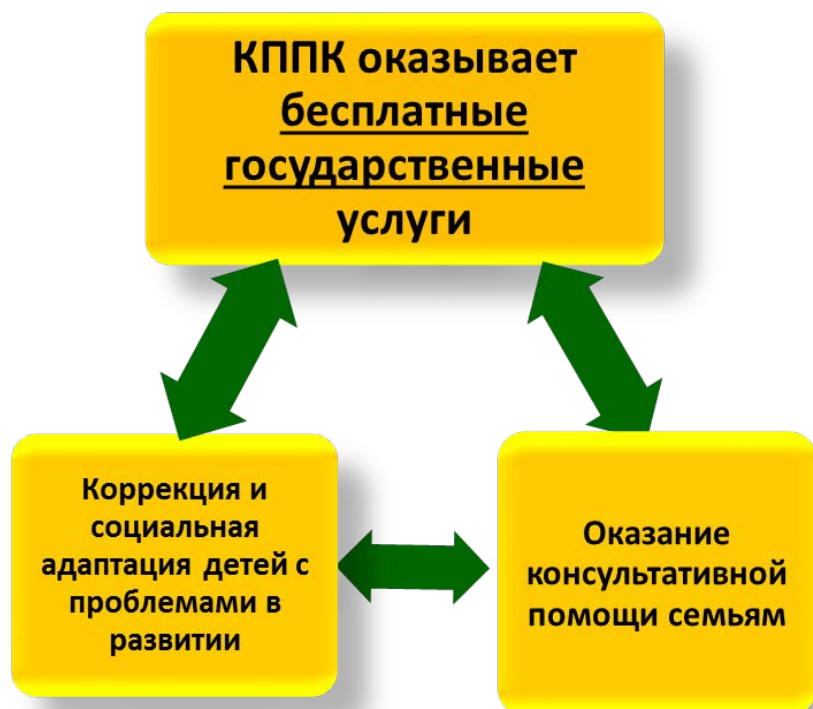 КППК оказывает
бесплатные
государственные
услуги
Коррекция и
социальная
адаптация детей с
проблемами в
развитии
Оказание
консультативной
помощи семьям